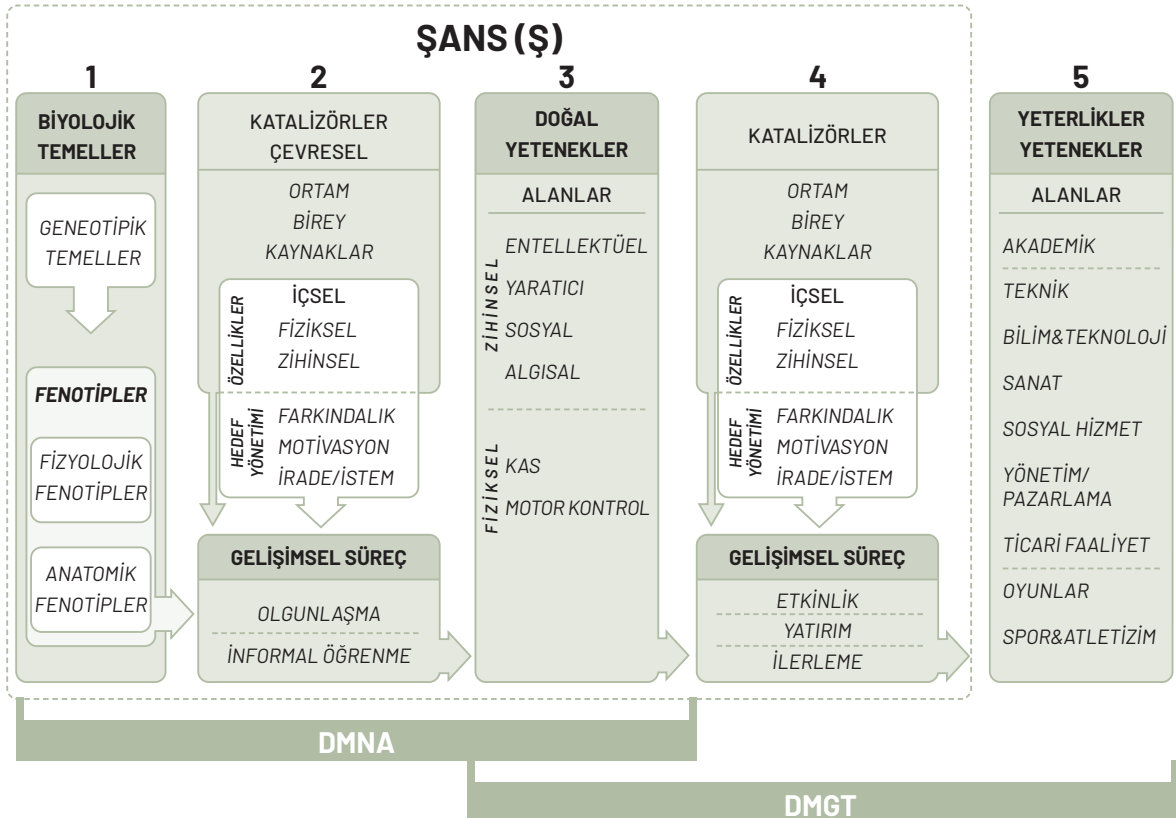 ŞANS (Ş)
1
BİYOLOJİK
TEMELLER
GENEOTİPİK
TEMELLER
FENOTİPLER
FİZYOLOJİK
FENOTİPLER
ANATOMİK
FENOTİPLER
2
KATALİZÖRLER
ÇEVRESEL
ORTAM
BİREY
KAYNAKLAR
ÖZELLİKLER
İÇSEL
FİZİKSEL
ZİHİNSEL
HEDEF
YÖNETİMİ
FARKINDALIK
MOTİVASYON
İRADE/İSTEM
GELİŞİMSEL SÜREÇ
OLGUNLAŞMA
İNFORMAL ÖĞRENME
3
DOĞAL
YETENEKLER
ALANLAR
ZİHİNSEL
ENTELLEKTÜEL
YARATICI
SOSYAL
ALGISAL
FİZİKSEL
KAS
MOTOR KONTROL
4
KATALİZÖRLER
ORTAM
BİREY
KAYNAKLAR
ÖZELLİKLER
İÇSEL
FİZİKSEL
ZİHİNSEL
HEDEF
YÖNETİMİ
FARKINDALIK
MOTİVASYON
İRADE/İSTEM
GELİŞİMSEL SÜREÇ
ETKİNLİK
YATIRIM
İLERLEME
5
YETERLİKLER
YETENEKLER
ALANLAR
AKADEMİK
TEKNİK
BİLİM&TEKNOLOJİ
SANAT
SOSYAL HİZMET
YÖNETİM/
PAZARLAMA
TİCARİ FAALİYET
OYUNLAR
SPOR&ATLETİZİM
DMNA
DMGT